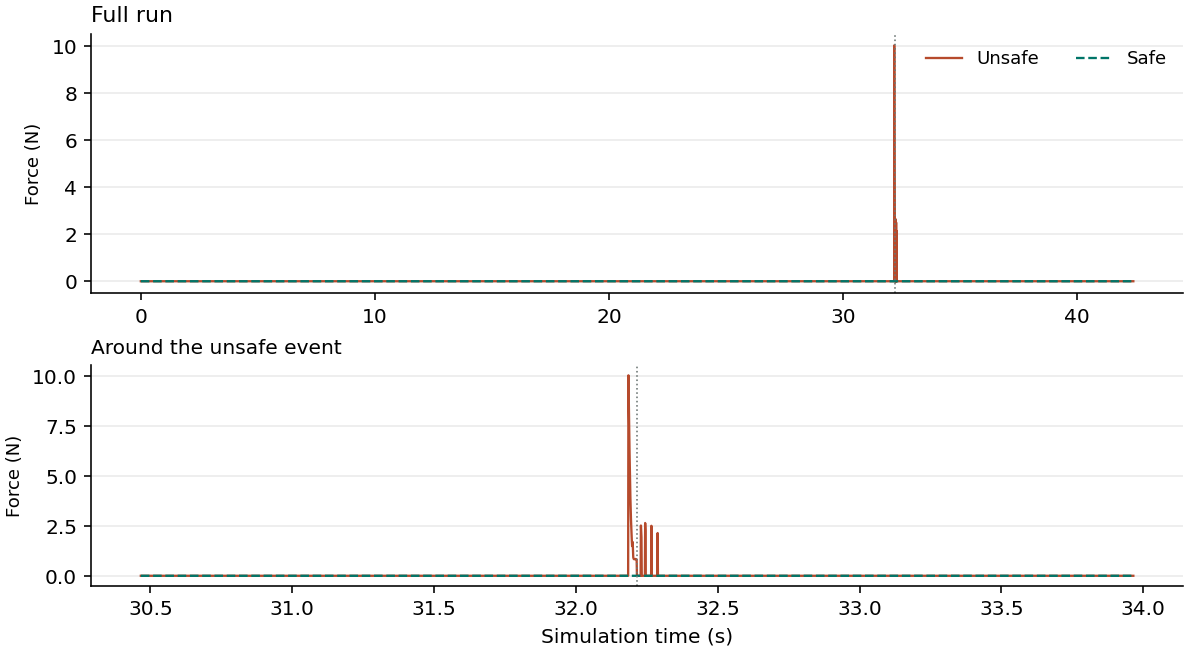 Full run
10
8
6
4
2
0
Force (N)
Unsafe
Safe
0 10 20 30 40
Around the unsafe event
10.0
7.5
5.0
2.5
0.0
Force (N)
30.5 31.0 31.5 32.0 32.5 33.0 33.5 34.0
Simulation time (s)